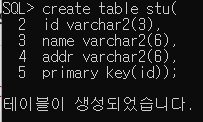 SQL> create table stu(
  2  id varchar2(3),
  3  name varchar2(6),
  4  addr varchar2(6),
  5  primary key(id));
테이블이 생성되었습니다.